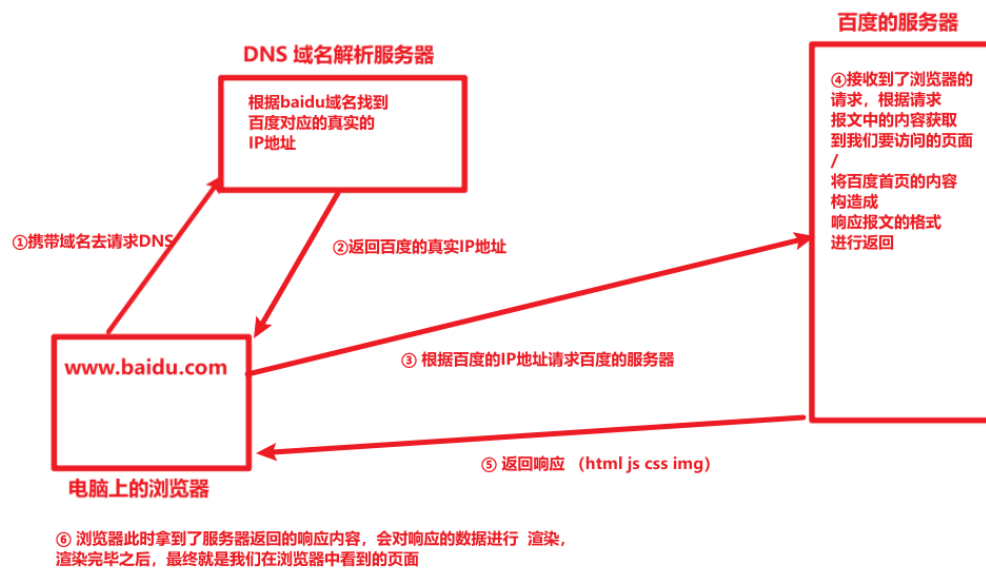 百度的服务器
DNS 域名解析服务器
根据baidu域名找到
百度对应的真实的
IP地址
④接收到了浏览器的
请求，根据请求
报文中的内容获取
到我们要访问的页面
/
将百度首页的内容
构造成
响应报文的格式
进行返回
①携带域名去请求DNS
②返回百度的真实IP地址
www.baidu.com
③ 根据百度的IP地址请求百度的服务器
⑤ 返回响应 （html js css img）
电脑上的浏览器
⑥ 浏览器此时拿到了服务器返回的响应内容，会对响应的数据进行 渲染，
渲染完毕之后，最终就是我们在浏览器中看到的页面